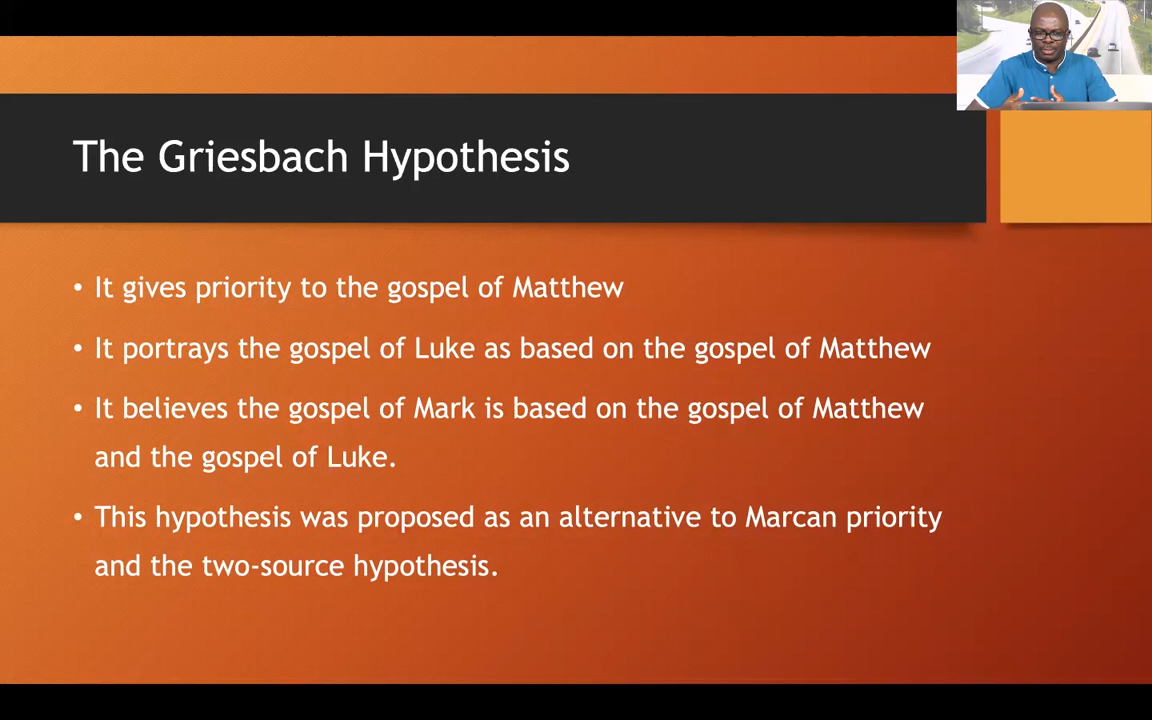 The Griesbach Hypothesis
• It gives priority to the gospel of Matthew
• It portrays the gospel of Luke as based on the gospel of Matthew
• It believes the gospel of Mark is based on the gospel of Matthew
and the gospel of Luke.
• This hypothesis was proposed as an alternative to Marcan priority
and the two-source hypothesis.